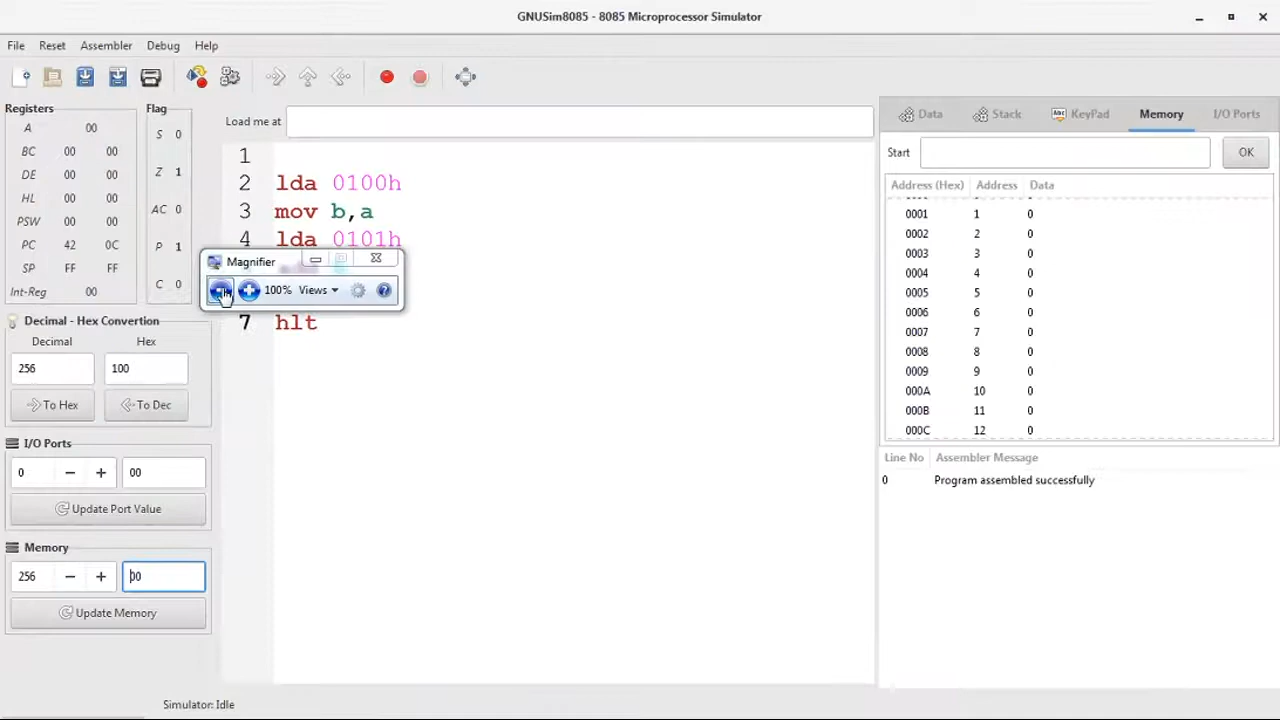 GNUSim8085 - 8085 Microprocessor Simulator
File Reset Assembler Debug Help
Registers
A 00
BC 00 00
DE 00 00
HL 00 00
PSW 00 00
PC 42 0C
SP FF FF
Int-Reg 00
Flag
S 0
Z 1
AC 0
P 1
C 0
Decimal - Hex Convertion
Decimal Hex
256 100
To Hex To Dec
I/O Ports
0 - + 00
Update Port Value
Memory
256 - + 00
Update Memory
Load me at
1
2 lda 0100h
3 mov b,a
4 lda 0101h
Magnifier
100% Views
7 hlt
Simulator: Idle
Data Stack Abc KeyPad Memory I/O Ports
Start OK
Address (Hex) Address Data
0001 1 0
0002 2 0
0003 3 0
0004 4 0
0005 5 0
0006 6 0
0007 7 0
0008 8 0
0009 9 0
000A 10 0
000B 11 0
000C 12 0
Line No Assembler Message
0 Program assembled successfully